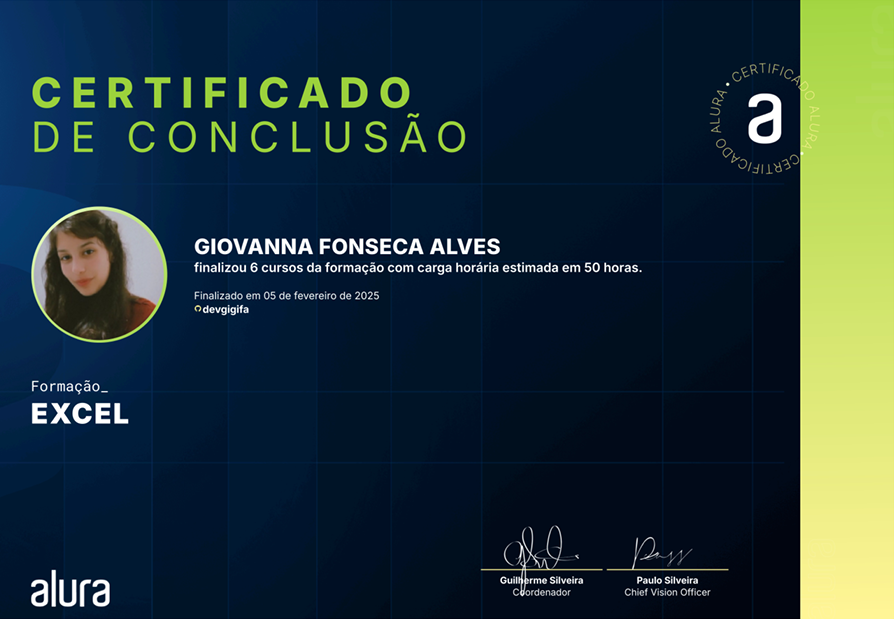 CERTIFICADO
DE CONCLUSÃO
CERTIFICADO ALURA • CERTIFICADO ALURA •
a
GIOVANNA FONSECA ALVES
finalizou 6 cursos da formação com carga horária estimada em 50 horas.
Finalizado em 05 de fevereiro de 2025
devgigifa
Formação_
EXCEL
Guilherme Silveira
Coordenador
Paulo Silveira
Chief Vision Officer
alura